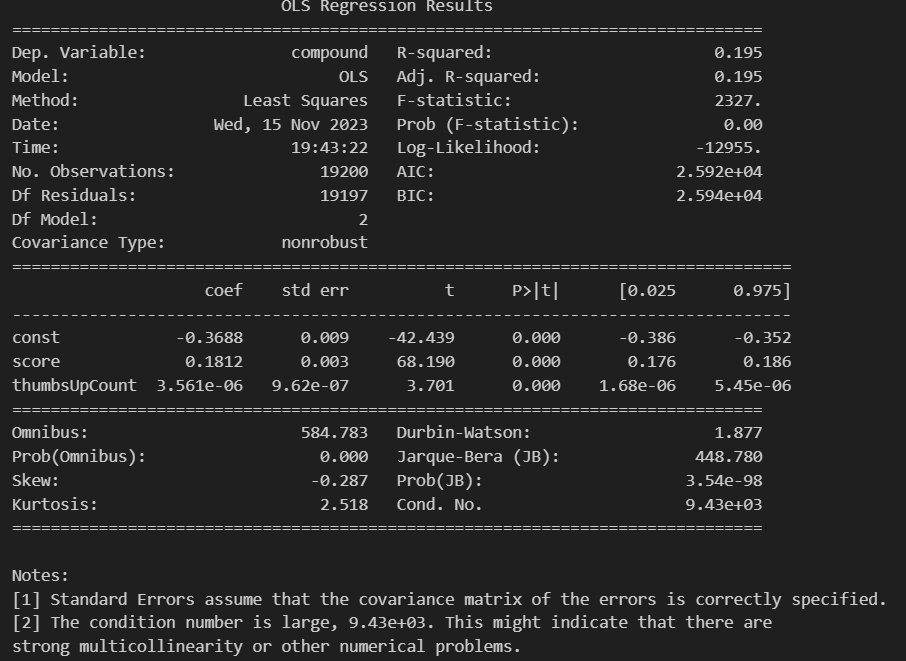 OLS Regression Results
==============================================================================
Dep. Variable:               compound   R-squared:                       0.195
Model:                            OLS   Adj. R-squared:                  0.195
Method:                 Least Squares   F-statistic:                     2327.
Date:                Wed, 15 Nov 2023   Prob (F-statistic):               0.00
Time:                        19:43:22   Log-Likelihood:                -12955.
No. Observations:               19200   AIC:                         2.592e+04
Df Residuals:                   19197   BIC:                         2.594e+04
Df Model:                           2
Covariance Type:            nonrobust
=================================================================================
                    coef    std err          t      P>|t|      [0.025      0.975]
---------------------------------------------------------------------------------
const            -0.3688      0.009    -42.439      0.000      -0.386      -0.352
score             0.1812      0.003     68.190      0.000       0.176       0.186
thumbsUpCount  3.561e-06   9.62e-07      3.701      0.000    1.68e-06    5.45e-06
==============================================================================
Omnibus:                      584.783   Durbin-Watson:                   1.877
Prob(Omnibus):                  0.000   Jarque-Bera (JB):              448.780
Skew:                          -0.287   Prob(JB):                     3.54e-98
Kurtosis:                       2.518   Cond. No.                     9.43e+03
==============================================================================
Notes:
[1] Standard Errors assume that the covariance matrix of the errors is correctly specified.
[2] The condition number is large, 9.43e+03. This might indicate that there are
strong multicollinearity or other numerical problems.